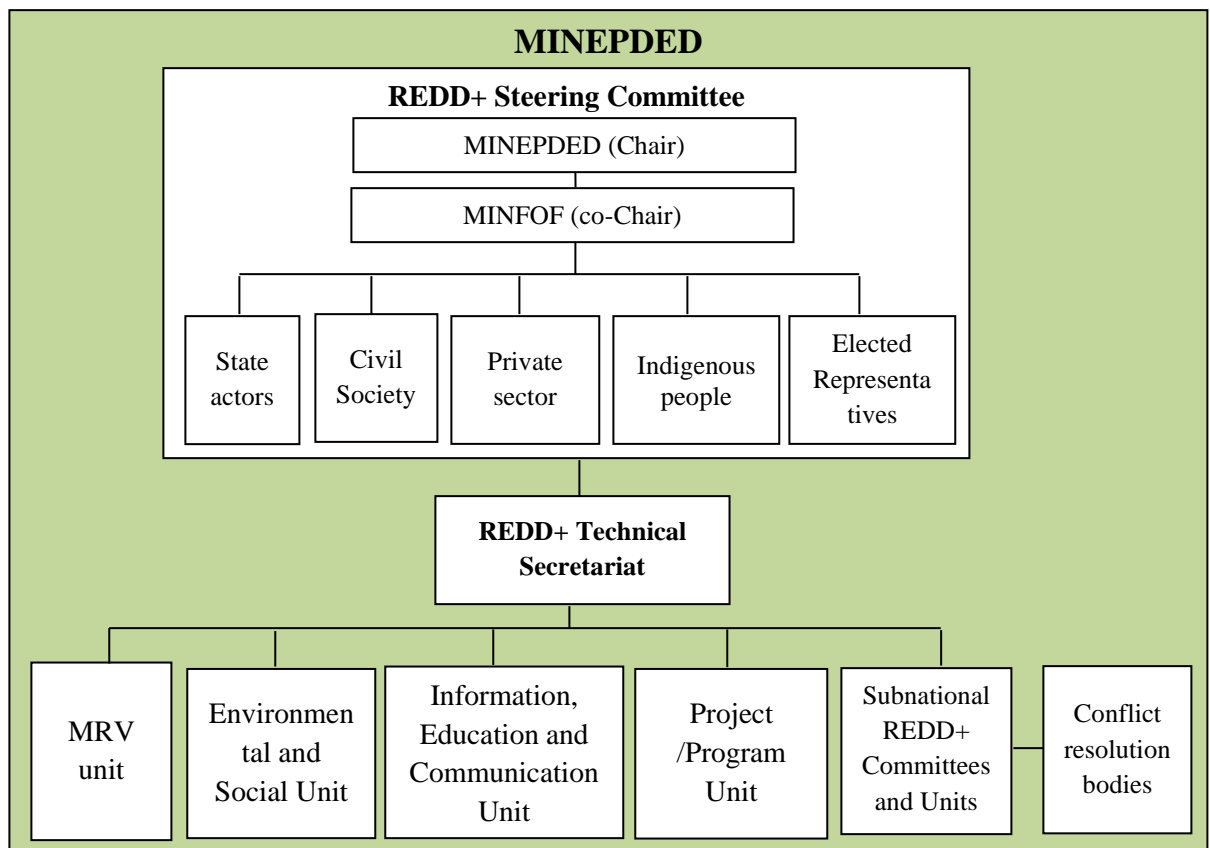 MINEPDED
REDD+ Steering Committee
MINEPDED (Chair)
MINFOF (co-Chair)
State
actors
Civil
Society
Private
sector
Indigenous
people
Elected
Representa
tives
REDD+ Technical
Secretariat
MRV
unit
Environmen
tal and
Social Unit
Information,
Education and
Communication
Unit
Project
/Program
Unit
Subnational
REDD+
Committees
and Units
Conflict
resolution
bodies